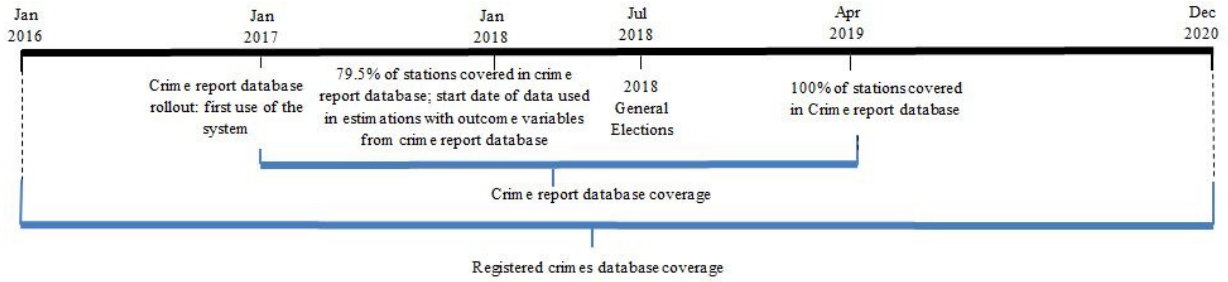 Jan
2016
Jan
2017
Jan
2018
Jul
2018
Apr
2019
Dec
2020
Crime report database
rollout: first use of the
system
79.5% of stations covered in crime
report database; start date of data used
in estimations with outcome variables
from crime report database
2018
General
Elections
100% of stations covered
in Crime report database
Crime report database coverage
Registered crimes database coverage